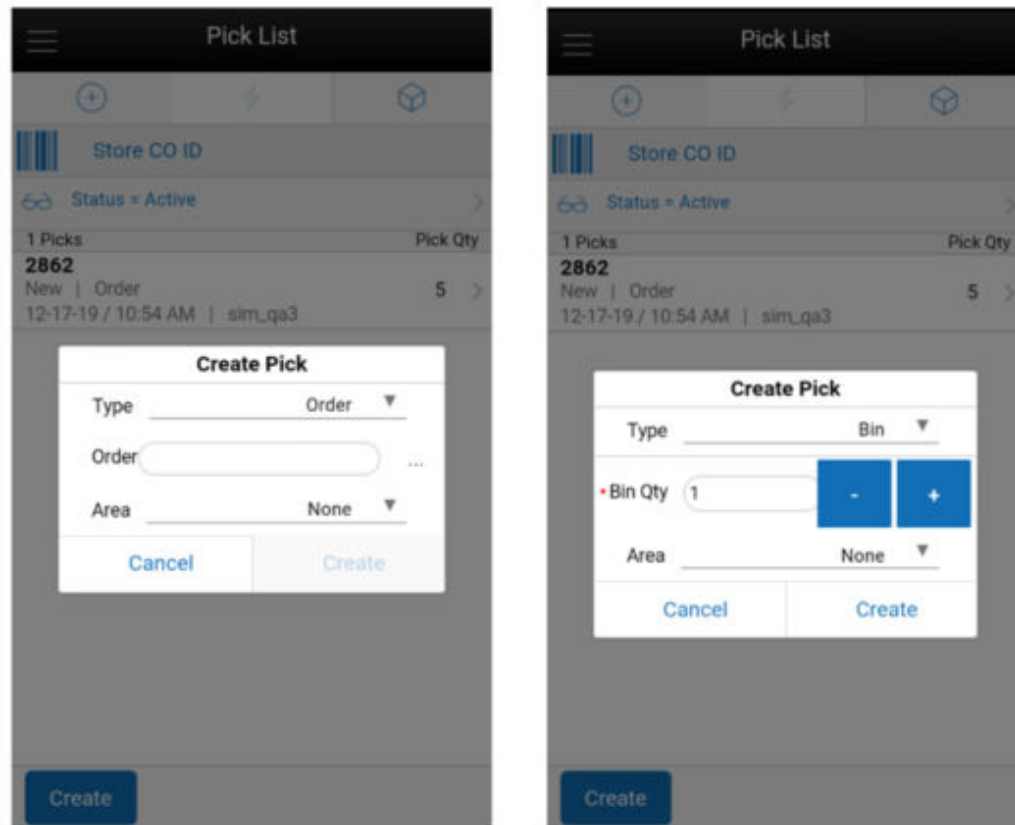 Pick List
Store CO ID
Status = Active
1 Picks Pick Qty
2862
New | Order 5
12-17-19 / 10:54 AM | sim_qa3
Create Pick
Type Order ▼
Order ...
Area None ▼
Cancel Create
Create
Pick List
Store CO ID
Status = Active
1 Picks Pick Qty
2862
New | Order 5
12-17-19 / 10:54 AM | sim_qa3
Create Pick
Type Bin ▼
• Bin Qty 1 - +
Area None ▼
Cancel Create
Create